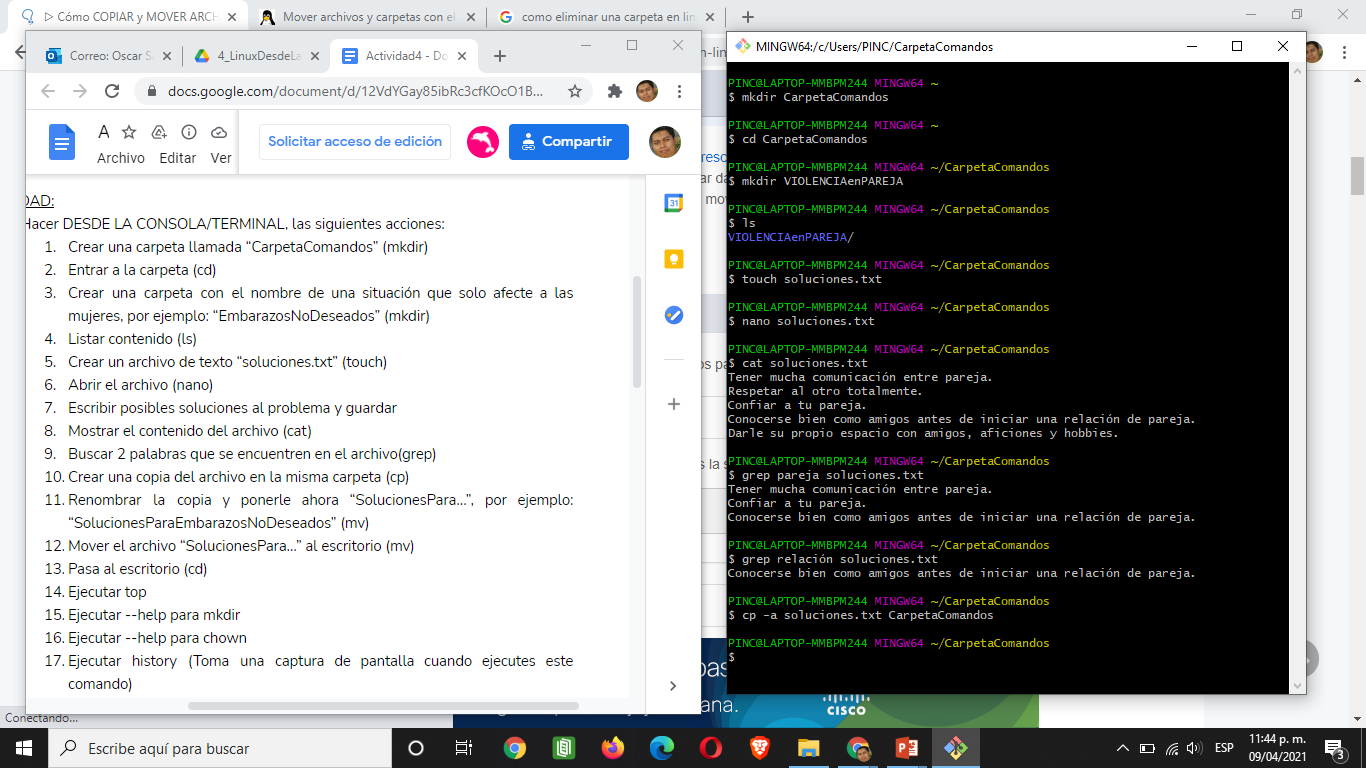 ▷ Cómo COPIAR y MOVER ARCH
Mover archivos y carpetas con el
como eliminar una carpeta en lin
Correo: Oscar S
4_LinuxDesdeLa
Actividad4 - Do
docs.google.com/document/d/12VdYGay85ibRc3cfKOcO1B...
A
Archivo Editar Ver
Solicitar acceso de edición
Compartir
DAD:
Hacer DESDE LA CONSOLA/TERMINAL, las siguientes acciones:
1. Crear una carpeta llamada “CarpetaComandos” (mkdir)
2. Entrar a la carpeta (cd)
3. Crear una carpeta con el nombre de una situación que solo afecte a las
mujeres, por ejemplo: “EmbarazosNoDeseados” (mkdir)
4. Listar contenido (ls)
5. Crear un archivo de texto “soluciones.txt” (touch)
6. Abrir el archivo (nano)
7. Escribir posibles soluciones al problema y guardar
8. Mostrar el contenido del archivo (cat)
9. Buscar 2 palabras que se encuentren en el archivo(grep)
10. Crear una copia del archivo en la misma carpeta (cp)
11. Renombrar la copia y ponerle ahora “SolucionesPara...”, por ejemplo:
“SolucionesParaEmbarazosNoDeseados” (mv)
12. Mover el archivo “SolucionesPara...” al escritorio (mv)
13. Pasa al escritorio (cd)
14. Ejecutar top
15. Ejecutar --help para mkdir
16. Ejecutar --help para chown
17. Ejecutar history (Toma una captura de pantalla cuando ejecutes este
comando)
31
MINGW64:/c/Users/PINC/CarpetaComandos
PINC@LAPTOP-MMBPM244 MINGW64 ~
$ mkdir CarpetaComandos
PINC@LAPTOP-MMBPM244 MINGW64 ~
$ cd CarpetaComandos
PINC@LAPTOP-MMBPM244 MINGW64 ~/CarpetaComandos
$ mkdir VIOLENCIAenPAREJA
PINC@LAPTOP-MMBPM244 MINGW64 ~/CarpetaComandos
$ ls
VIOLENCIAenPAREJA/
PINC@LAPTOP-MMBPM244 MINGW64 ~/CarpetaComandos
$ touch soluciones.txt
PINC@LAPTOP-MMBPM244 MINGW64 ~/CarpetaComandos
$ nano soluciones.txt
PINC@LAPTOP-MMBPM244 MINGW64 ~/CarpetaComandos
$ cat soluciones.txt
Tener mucha comunicación entre pareja.
Respetar al otro totalmente.
Confiar a tu pareja.
Conocerse bien como amigos antes de iniciar una relación de pareja.
Darle su propio espacio con amigos, aficiones y hobbies.
PINC@LAPTOP-MMBPM244 MINGW64 ~/CarpetaComandos
$ grep pareja soluciones.txt
Tener mucha comunicación entre pareja.
Confiar a tu pareja.
Conocerse bien como amigos antes de iniciar una relación de pareja.
PINC@LAPTOP-MMBPM244 MINGW64 ~/CarpetaComandos
$ grep relación soluciones.txt
Conocerse bien como amigos antes de iniciar una relación de pareja.
PINC@LAPTOP-MMBPM244 MINGW64 ~/CarpetaComandos
$ cp -a soluciones.txt CarpetaComandos
PINC@LAPTOP-MMBPM244 MINGW64 ~/CarpetaComandos
$
CISCO
Conectando...
Escribe aquí para buscar
ESP
11:44 p. m.
09/04/2021
3